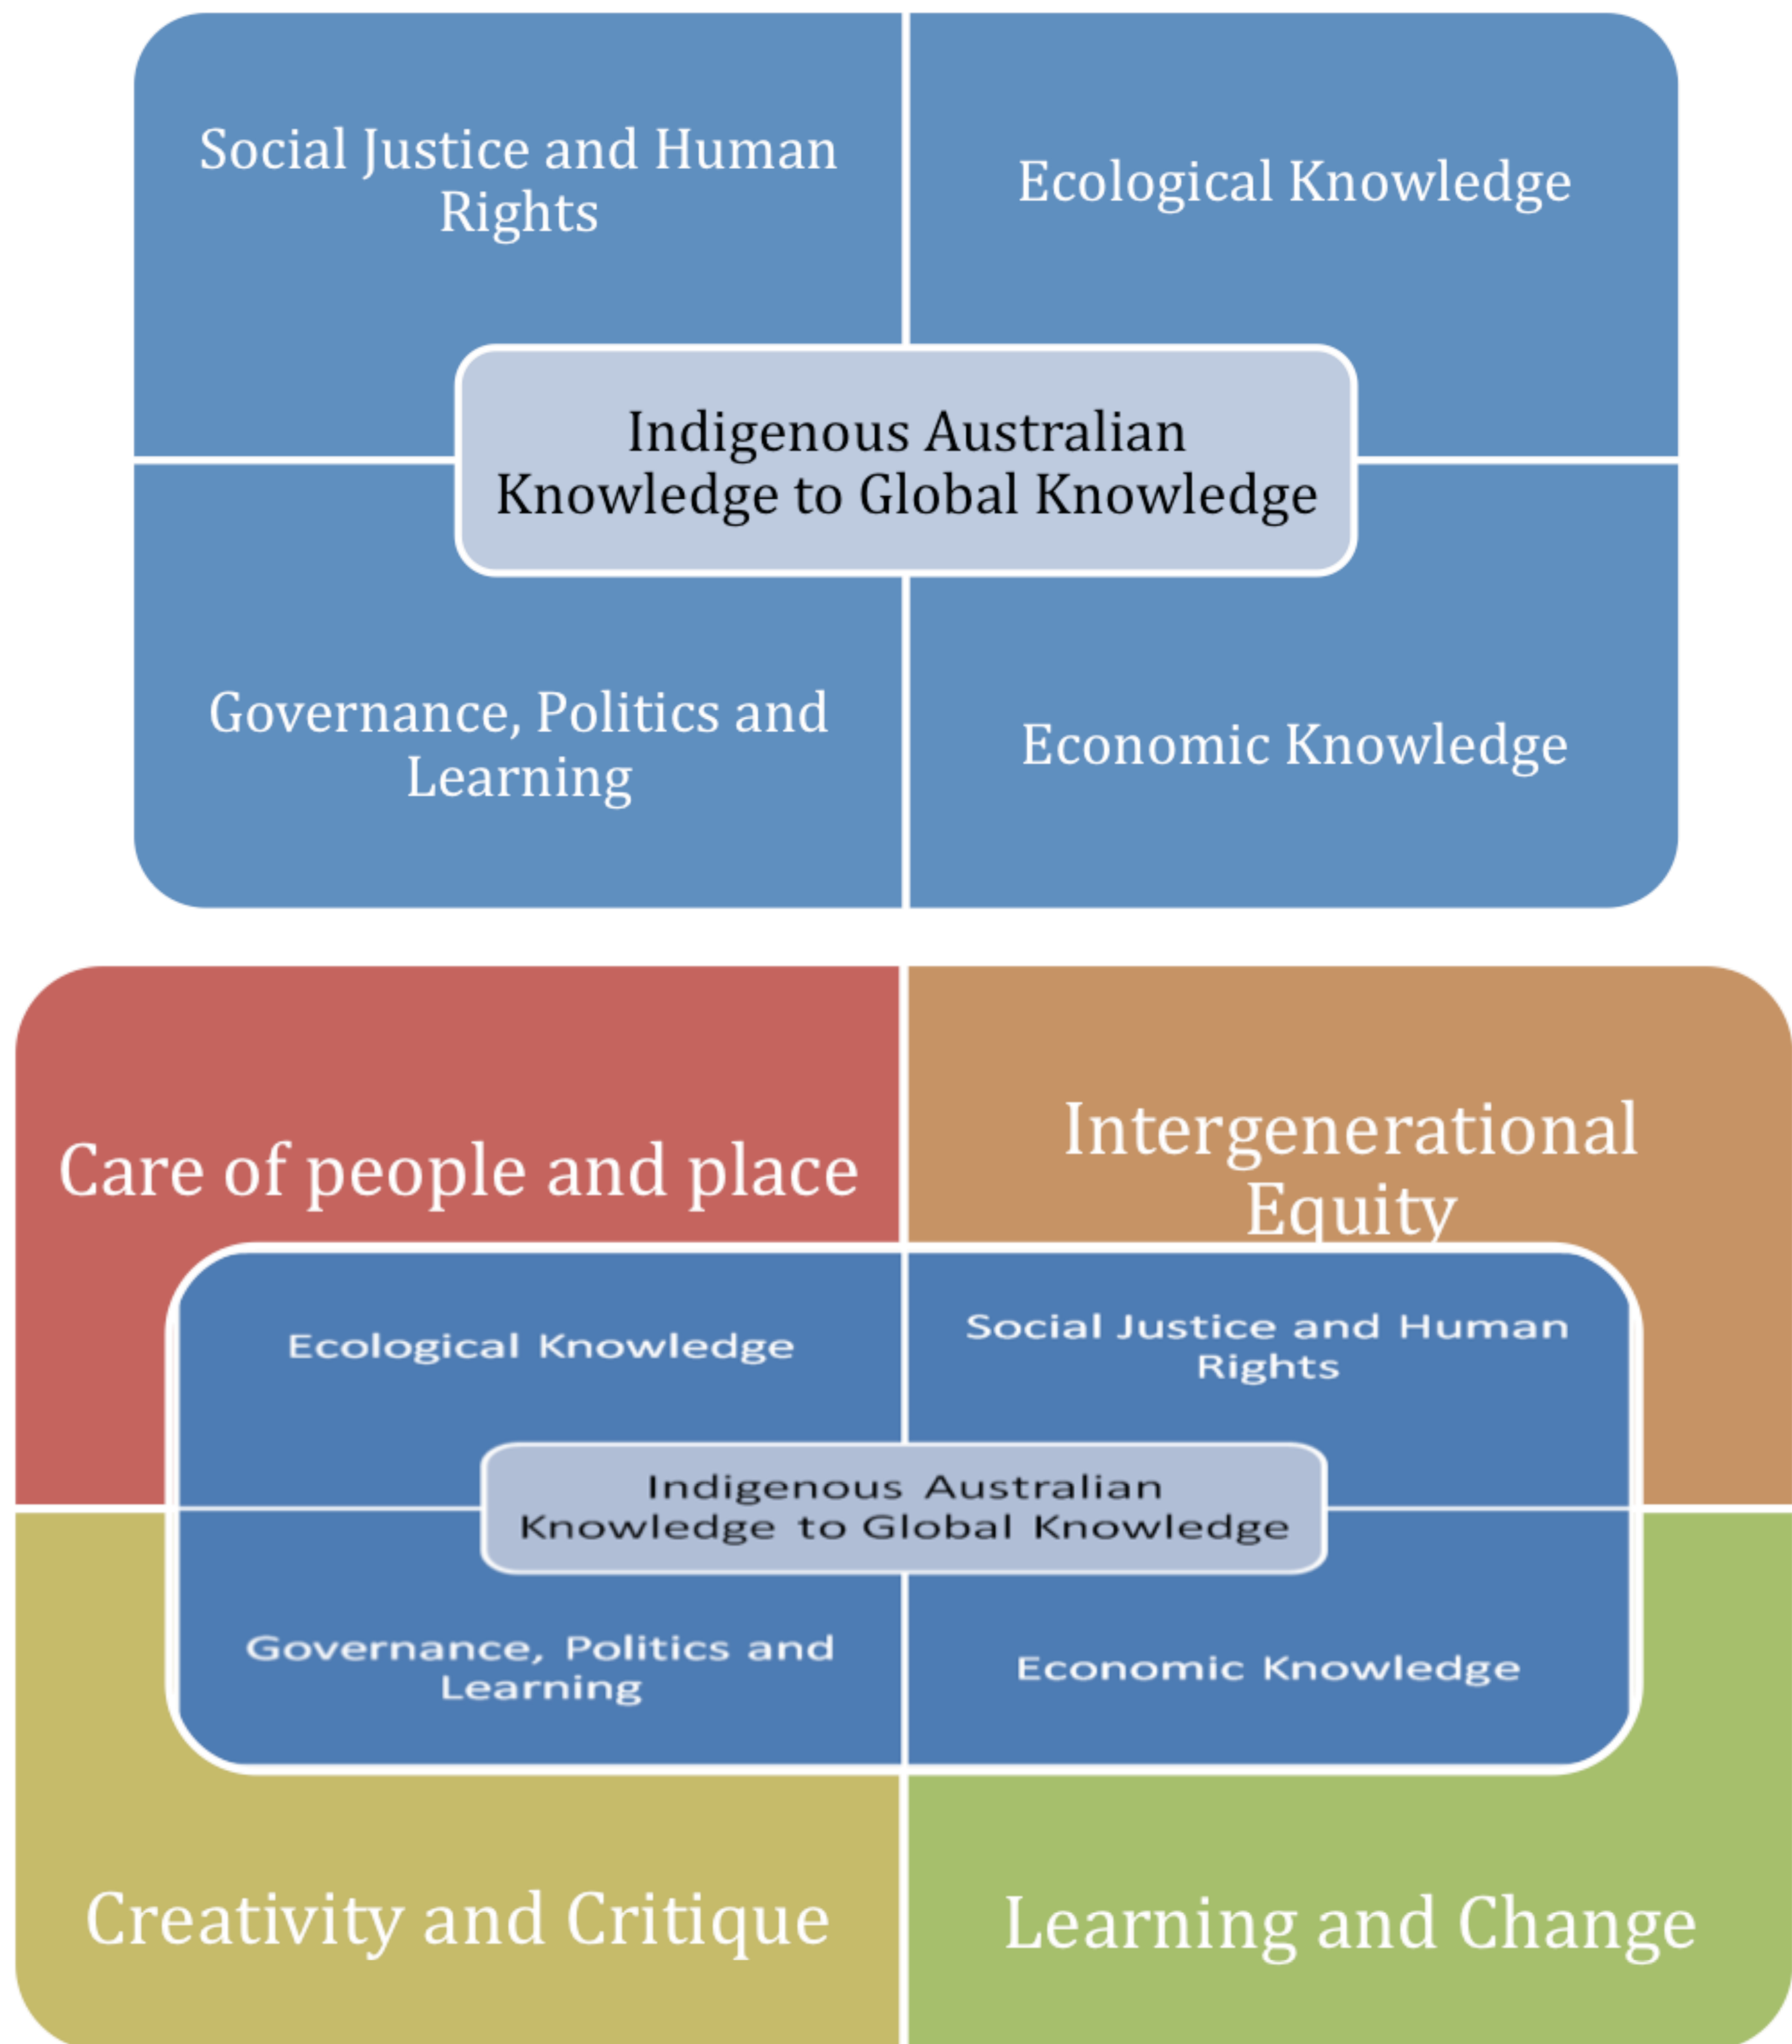 Social Justice and Human
Rights
Ecological Knowledge
Indigenous Australian
Knowledge to Global Knowledge
Governance, Politics and
Learning
Economic Knowledge
Care of people and place
Intergenerational
Equity
Ecological Knowledge
Social Justice and Human
Rights
Indigenous Australian
Knowledge to Global Knowledge
Governance, Politics and
Learning
Economic Knowledge
Creativity and Critique
Learning and Change